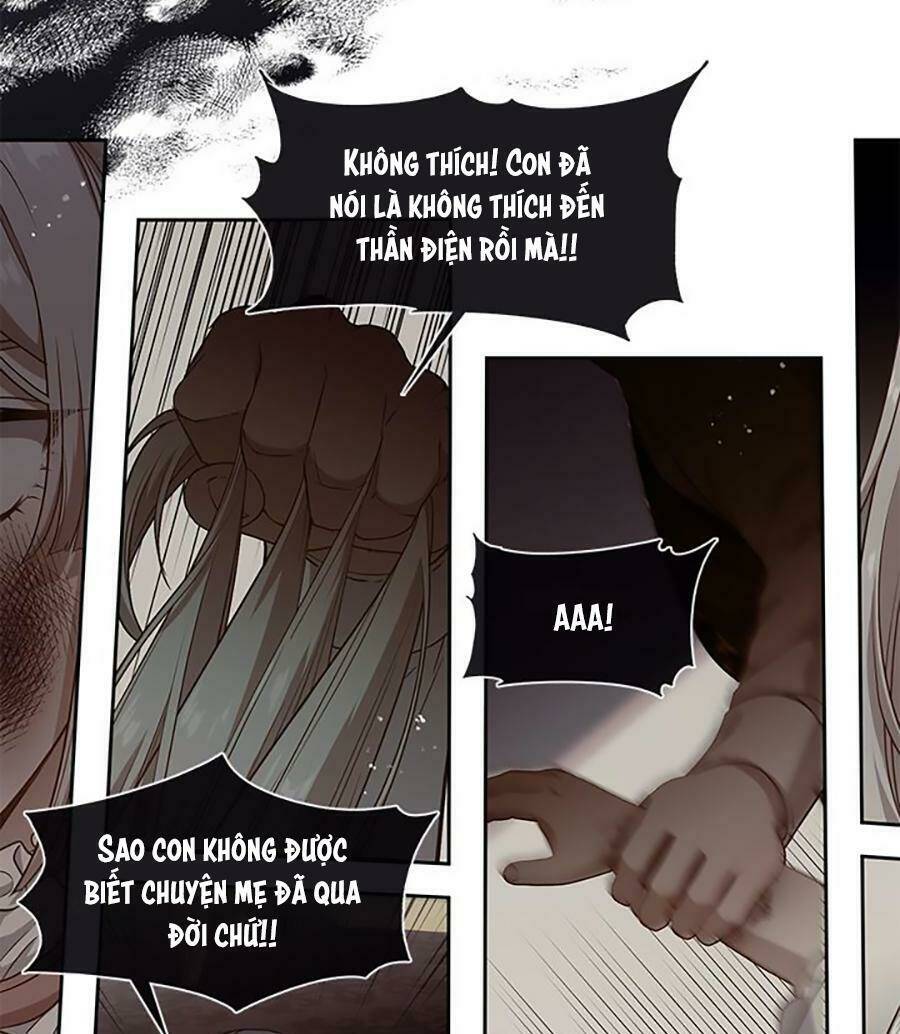 KHÔNG THÍCH! CON ĐÃ
NÓI LÀ KHÔNG THÍCH ĐẾN
THẦN ĐIỆN RỒI MÀ!!
AAA!
SAO CON KHÔNG ĐƯỢC
BIẾT CHUYỆN MẸ ĐÃ QUA
ĐỜI CHỨ!!